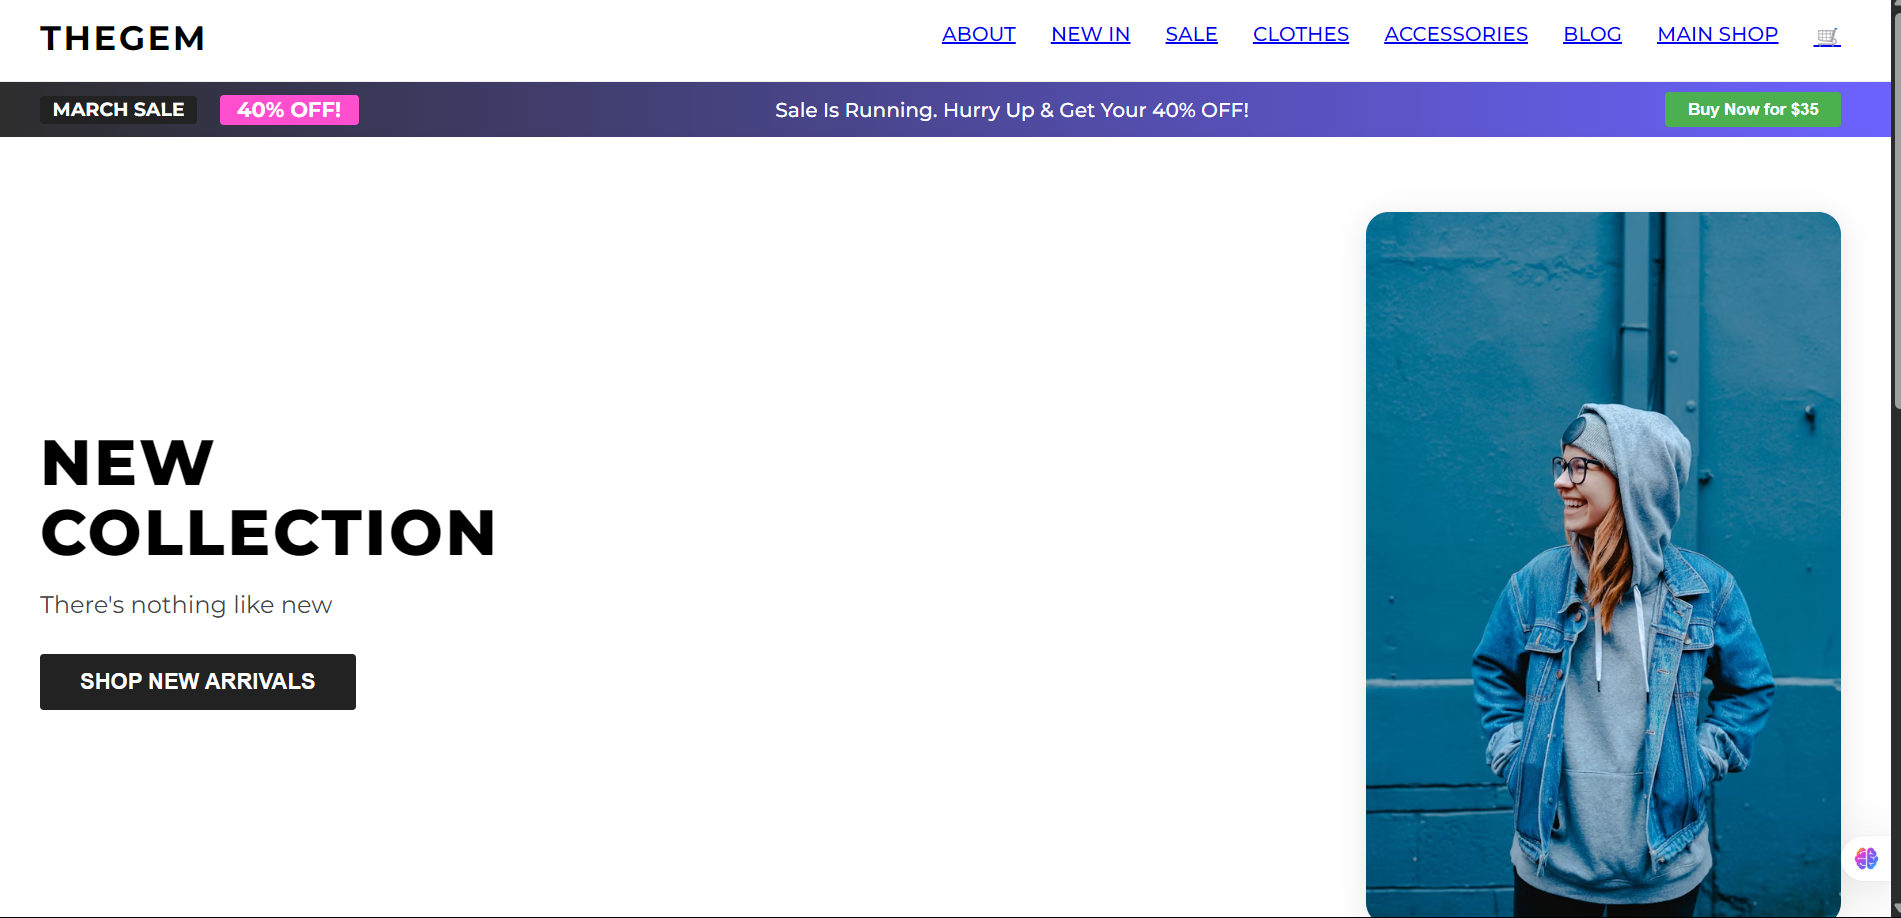 THEGEM
ABOUT NEW IN SALE CLOTHES ACCESSORIES BLOG MAIN SHOP
MARCH SALE 40% OFF! Sale Is Running. Hurry Up & Get Your 40% OFF! Buy Now for $35
NEW
COLLECTION
There's nothing like new
SHOP NEW ARRIVALS